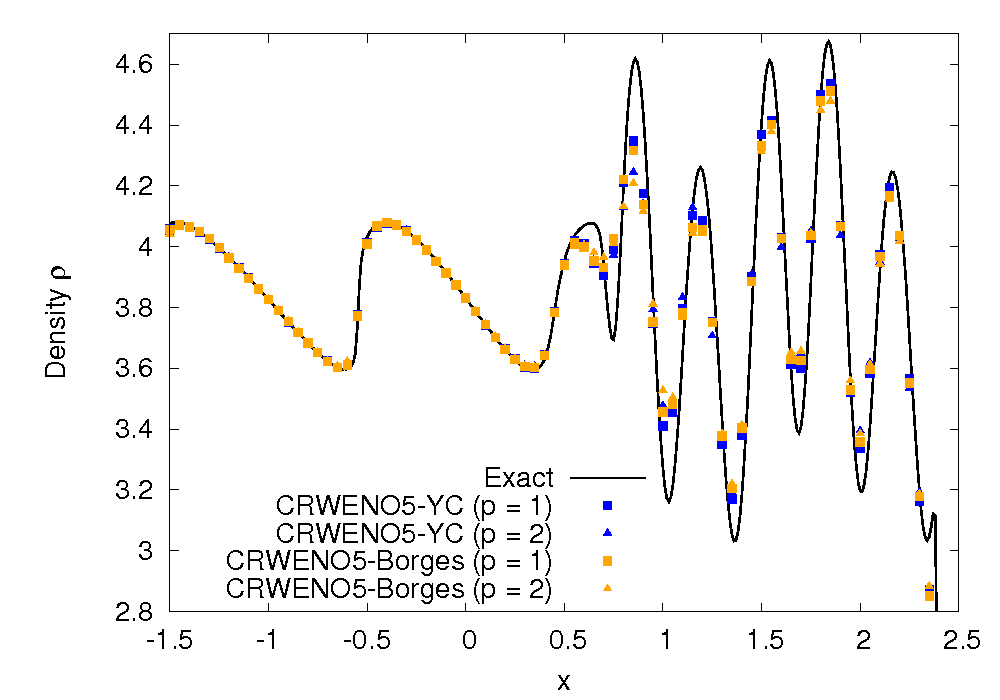 4.6
4.4
4.2
4
3.8
3.6
3.4
3.2
3
2.8
Density ρ
Exact
CRWENO5-YC (p = 1)
CRWENO5-YC (p = 2)
CRWENO5-Borges (p = 1)
CRWENO5-Borges (p = 2)
-1.5 -1 -0.5 0 0.5 1 1.5 2 2.5
x